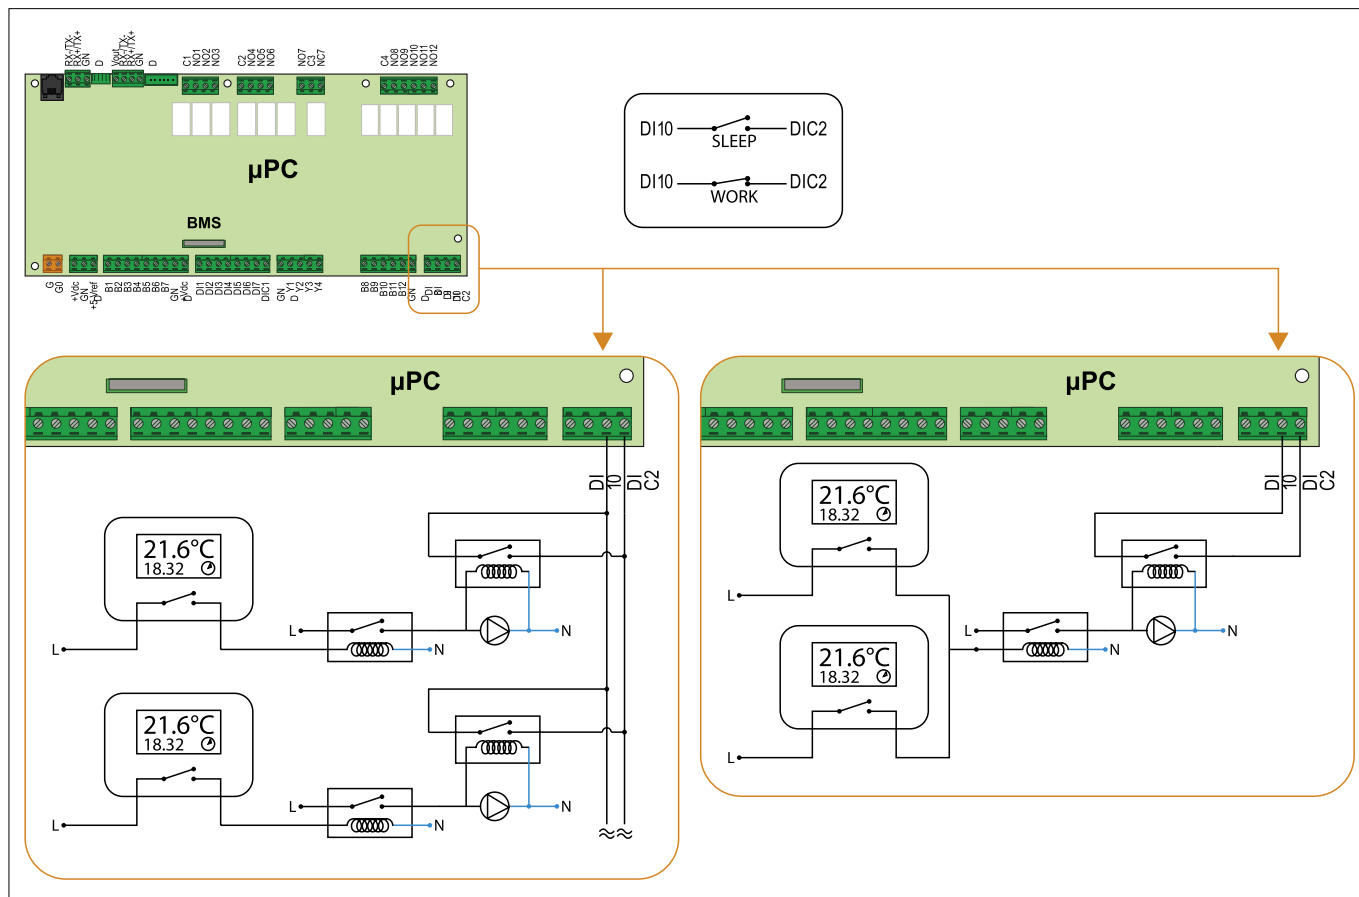 RX-/TX-
RX+/TX+
GN
D
Vout
RX-/TX-
RX+/TX+
GN
D
C1
NO1
NO2
NO3
C2
NO4
NO5
NO6
NO7
C3
NC7
C4
NO8
NO9
NO10
NO11
NO12
µPC
BMS
G
G0
+Vdc
GN
+5 Vref
D
B1
B2
B3
B4
B5
B6
B7
GN
+Vdc
D
DI1
DI2
DI3
DI4
DI5
DI6
DI7
DIC1
GN
Y1
D
Y2
Y3
Y4
B8
B9
B10
B11
B12
GN
D
DI
DI
C2
DI10 DIC2
SLEEP
DI10 DIC2
WORK
µPC
DI
10
DI
C2
21.6°C
18.32
L
L
N
N
21.6°C
18.32
L
L
N
N
µPC
DI
10
DI
C2
21.6°C
18.32
L
21.6°C
18.32
L
L
N
N